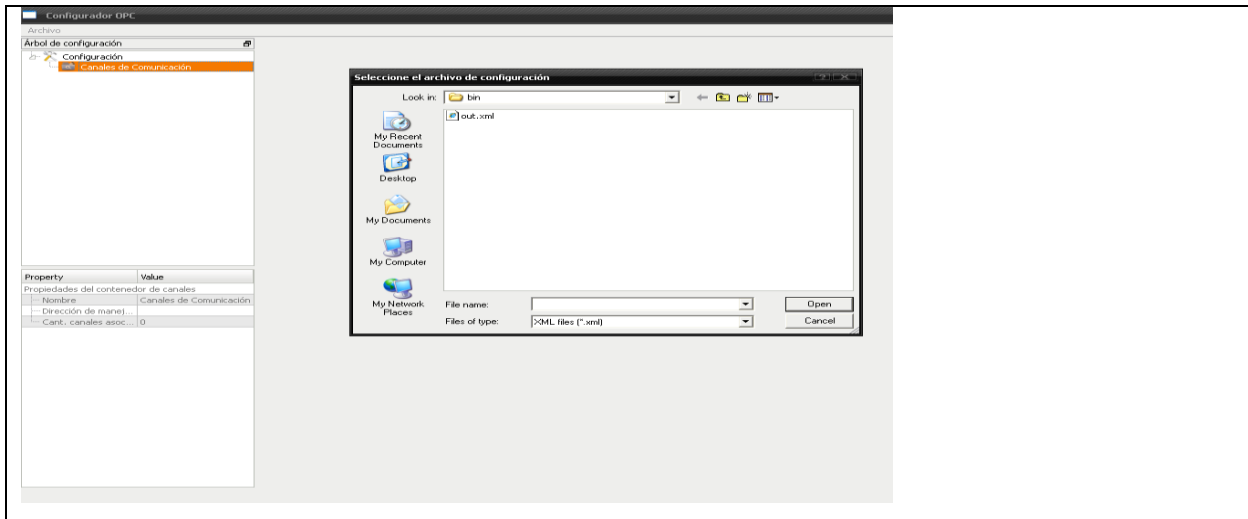 Configurador OPC
Archivo
Árbol de configuración
Configuración
Canales de Comunicación
Property Value
Propiedades del contenedor de canales
Nombre Canales de Comunicación
Dirección de manej...
Cant. canales asoc... 0
Seleccione el archivo de configuración
Look in: bin
out.xml
My Recent
Documents
Desktop
My Documents
My Computer
My Network
Places
File name:
Open
Files of type: XML files (*.xml)
Cancel